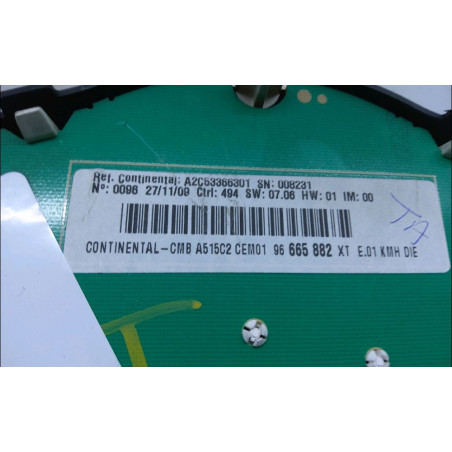 Ref. Continental: A2C53366301 SN: 008231
Nº: 0096 27/11/09 Ctrl: 494 SW: 07.06 HW: 01 IM: 00
CONTINENTAL-CMB A515C2 CEM01 96 665 882 XT E.01 KMH DIE